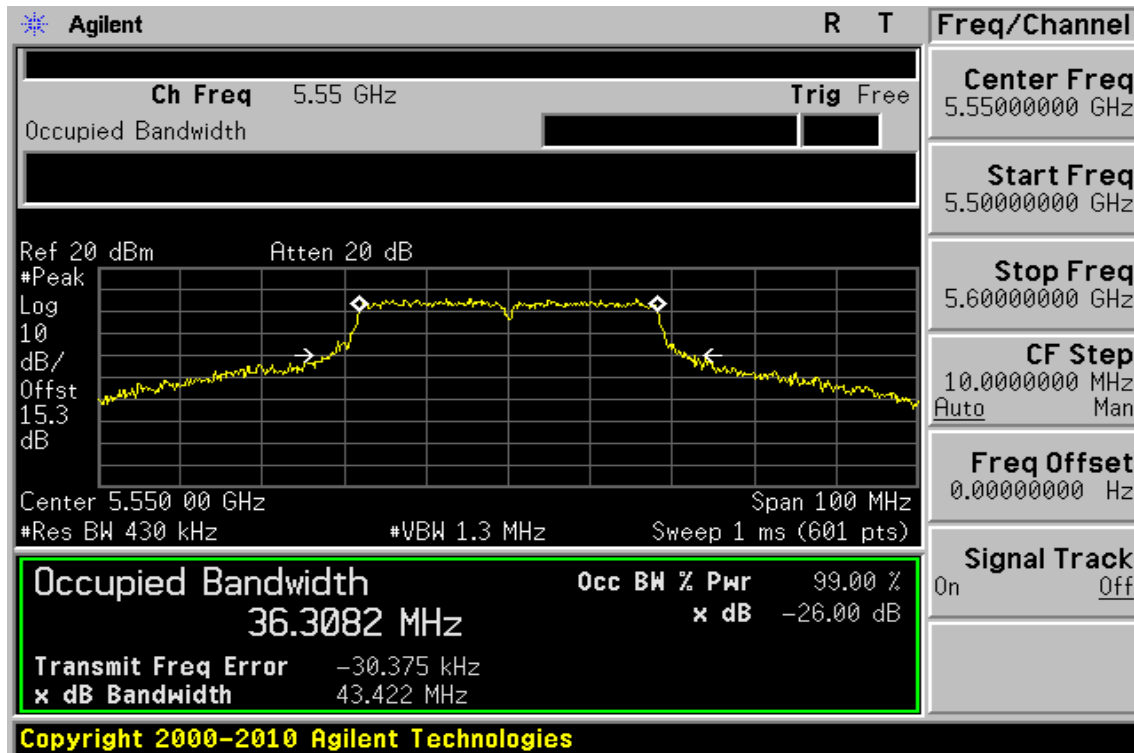 Agilent R T
Ch Freq 5.55 GHz Trig Free
Occupied Bandwidth
Ref 20 dBm Atten 20 dB
#Peak
Log
10
dB/
Offst
15.3
dB
Center 5.550 00 GHz Span 100 MHz
#Res BW 430 kHz #VBW 1.3 MHz Sweep 1 ms (601 pts)
Occupied Bandwidth
36.3082 MHz
Occ BW % Pwr 99.00 %
x dB -26.00 dB
Transmit Freq Error -30.375 kHz
x dB Bandwidth 43.422 MHz
Copyright 2000-2010 Agilent Technologies
Freq/Channel
Center Freq
5.55000000 GHz
Start Freq
5.50000000 GHz
Stop Freq
5.60000000 GHz
CF Step
10.0000000 MHz
Auto Man
Freq Offset
0.00000000 Hz
Signal Track
On Off